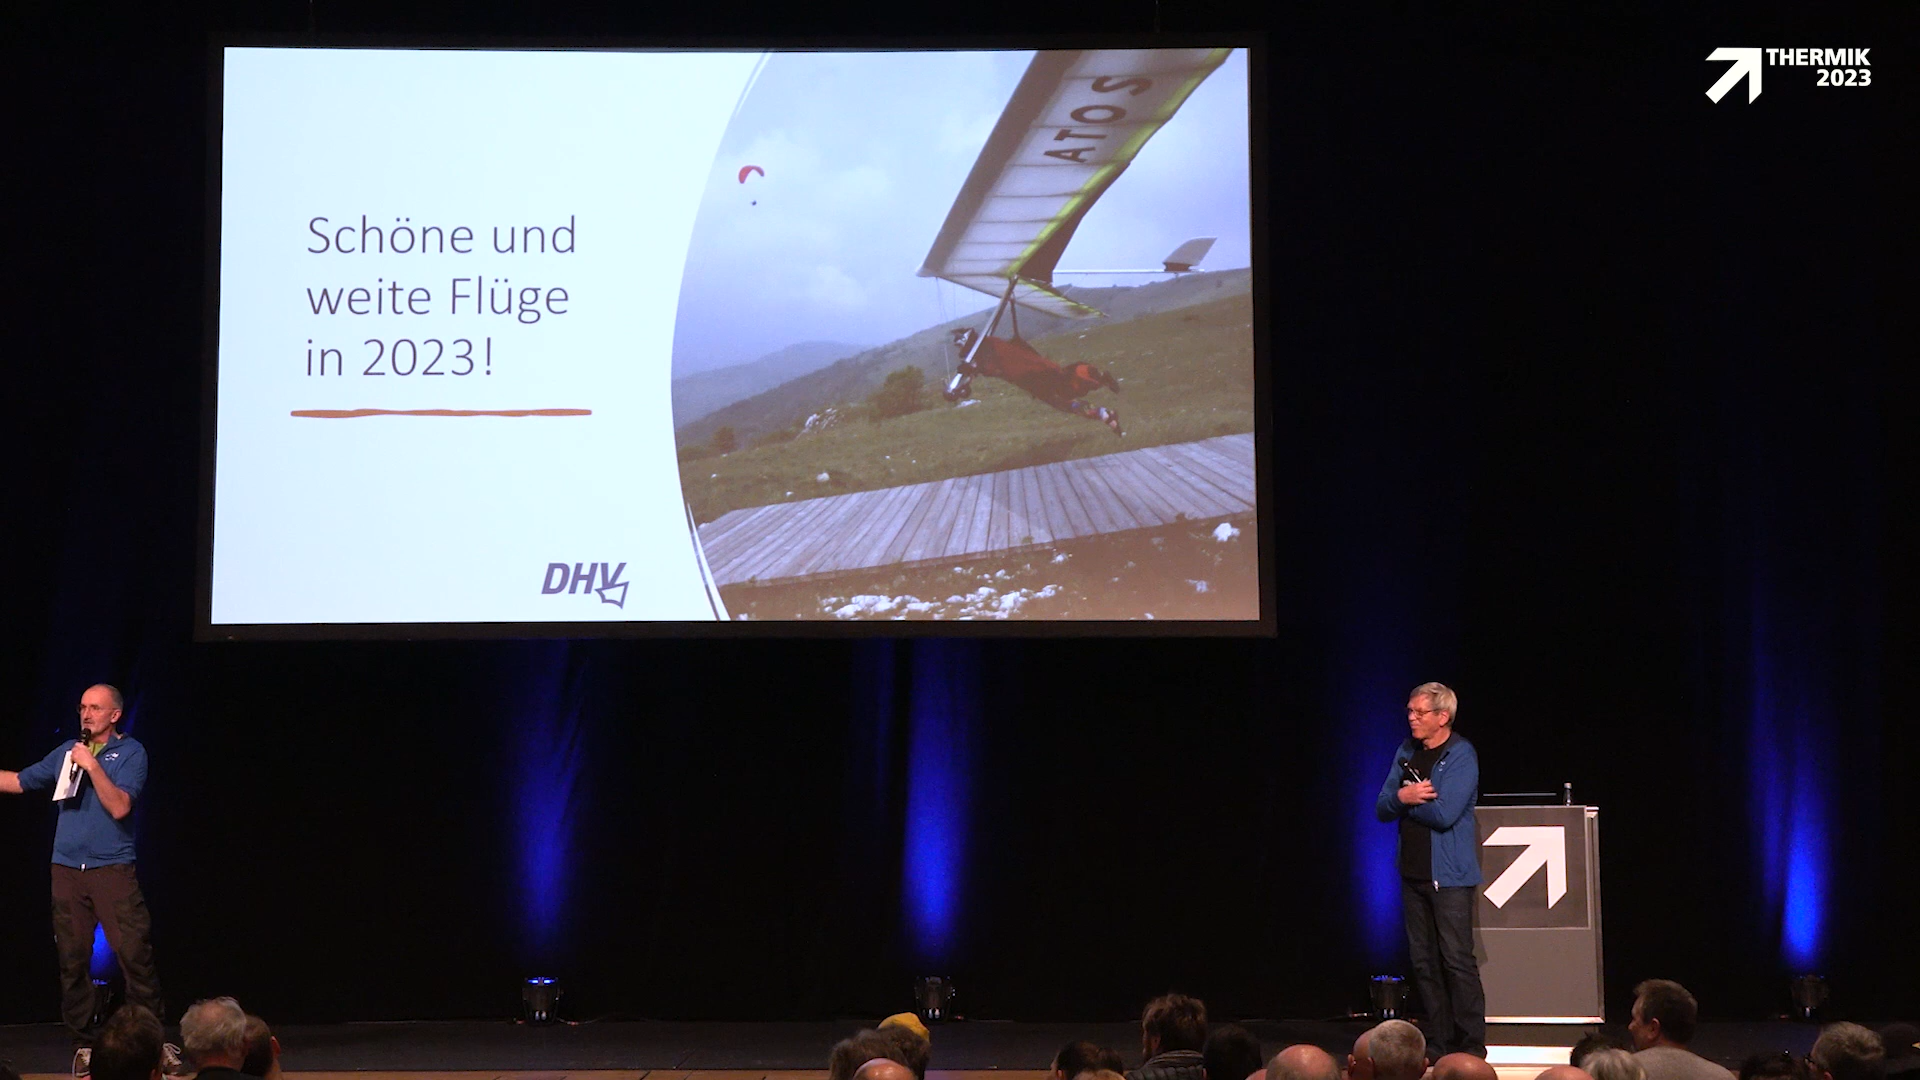 THERMIK
2023
ATOS
Schöne und
weite Flüge
in 2023!
DHV